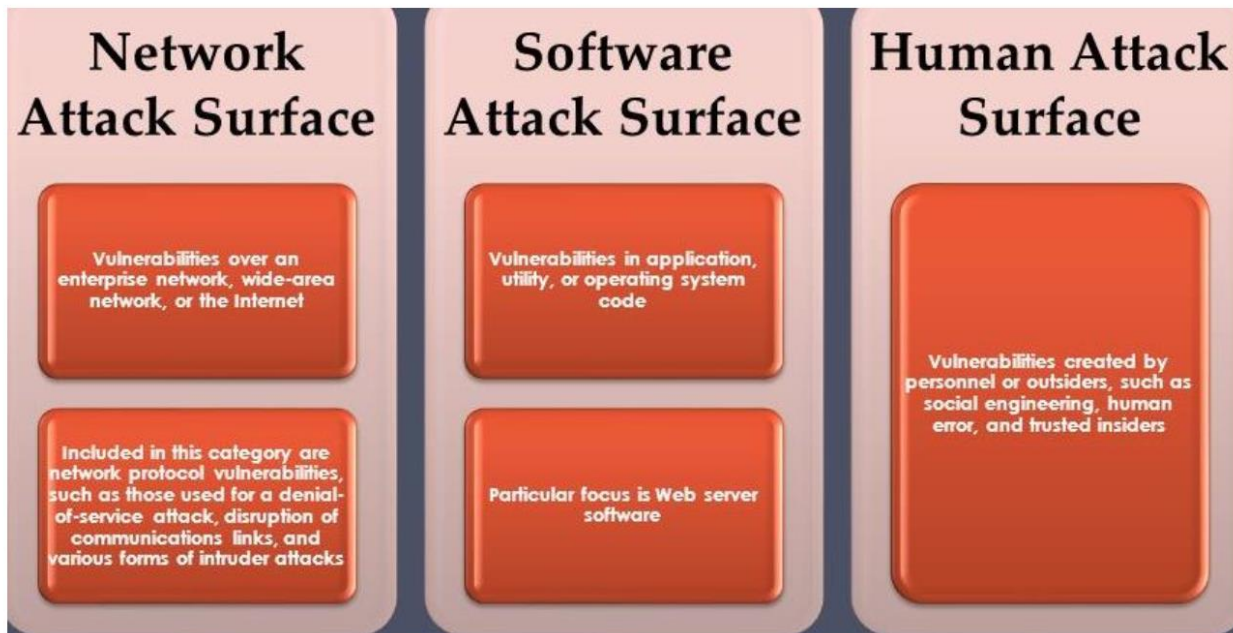 Network
Attack Surface
Vulnerabilities over an
enterprise network, wide-area
network, or the Internet
Included in this category are
network protocol vulnerabilities,
such as those used for a denial-
of-service attack, disruption of
communications links, and
various forms of intruder attacks
Software
Attack Surface
Vulnerabilities in application,
utility, or operating system
code
Particular focus is Web server
software
Human Attack
Surface
Vulnerabilities created by
personnel or outsiders, such as
social engineering, human
error, and trusted insiders